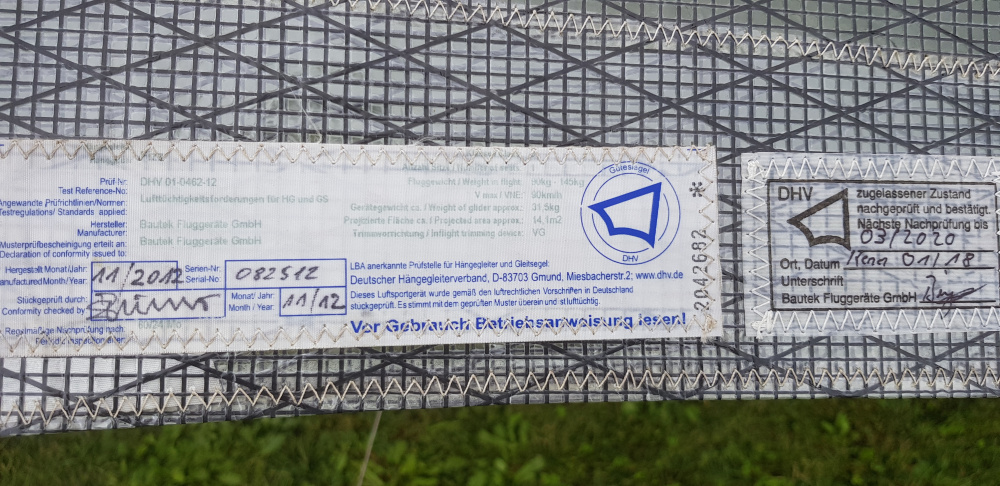 Prüf Nr:
Test Reference-No:
DHV 01-0462-12
Angewandte Prüfrichtlinien/Normen:
Testregulations/ Standards applied:
Lufttüchtigkeitsforderungen für HG und GS
Hersteller:
Manufacturer:
Bautek Fluggeräte GmbH
Musterprüfbescheinigung erteilt an:
Declaration of conformity issued to:
Bautek Fluggeräte GmbH
Hergestellt Monat/Jahr:
anufactured Month/Year:
11/2012
Serien-Nr:
Serial-No:
082512
Stückgeprüft durch:
Conformity checked by
Monat/ Jahr:
Month / Year:
11/12
Regelmäßige Nachprüfung nach:
Fluggewicht / Weight in flight:
90kg - 145kg
V max / VNE:
90km/h
Gerätegewicht ca. / Weight of glider approx.:
31,5kg
Projizierte Fläche ca. / Projected area approx.:
14,1m2
Trimmvorrichtung / Inflight trimming device:
VG
Gütesiegel
DHV
LBA anerkannte Prüfstelle für Hängegleiter und Gleitsegel:
Deutscher Hängegleiterverband, D-83703 Gmund, Miesbacherstr.2; www.dhv.de
Dieses Luftsportgerät wurde gemäß den luftrechtlichen Vorschriften in Deutschland
stückgeprüft. Es stimmt mit dem geprüften Muster überein und ist lufttüchtig.
Vor Gebrauch Betriebsanweisung lesen!
2042682 **
DHV
zugelassener Zustand
nachgeprüft und bestätigt.
Nächste Nachprüfung bis
03/2020
Ort, Datum
01/18
Unterschrift
Bautek Fluggeräte GmbH